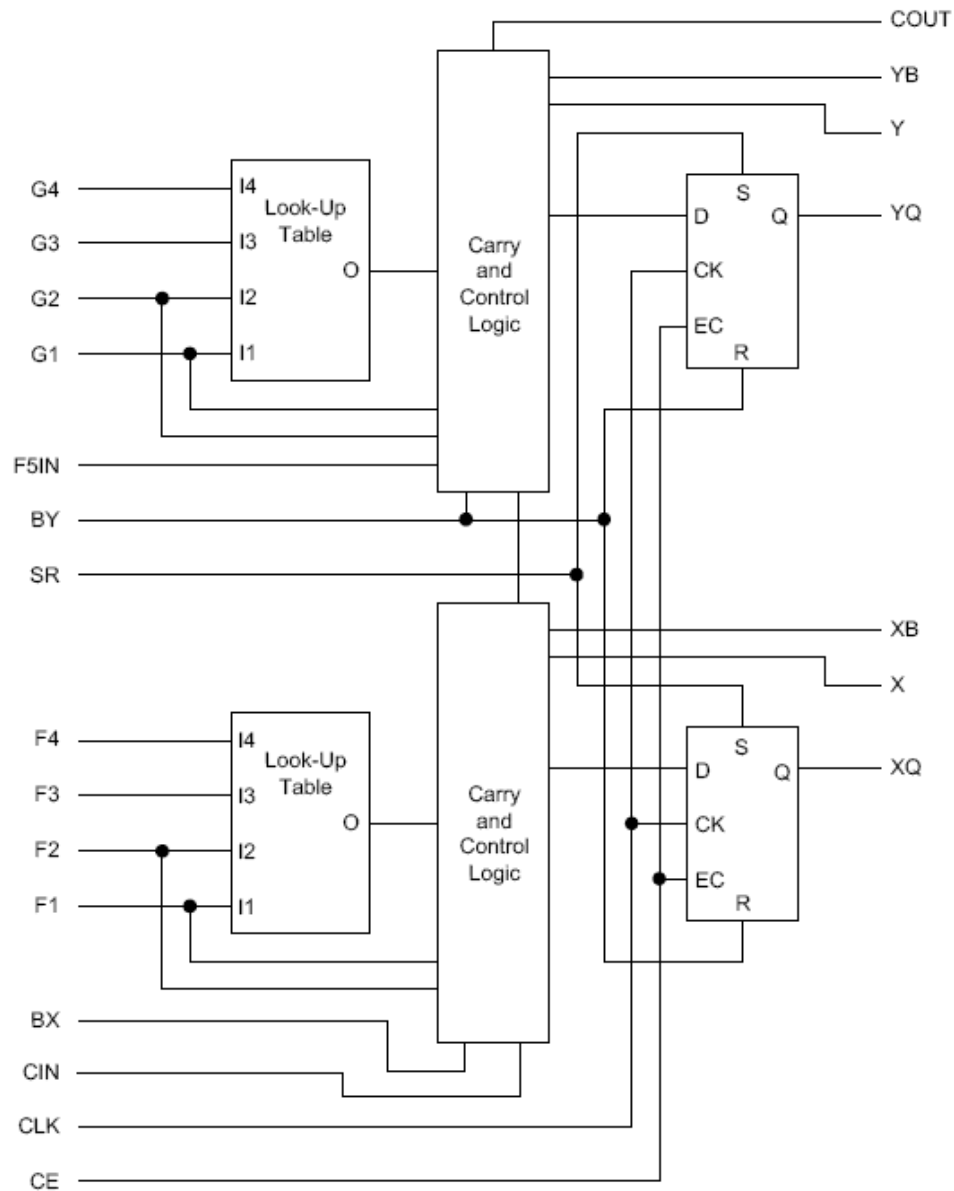 COUT
YB
Y
G4
I4
Look-Up
Table
S
D
Q
YQ
G3
I3
Carry
and
Control
Logic
O
CK
G2
I2
EC
G1
I1
R
F5IN
BY
SR
XB
X
F4
I4
Look-Up
Table
S
D
Q
XQ
F3
I3
Carry
and
Control
Logic
O
CK
F2
I2
EC
F1
I1
R
BX
CIN
CLK
CE